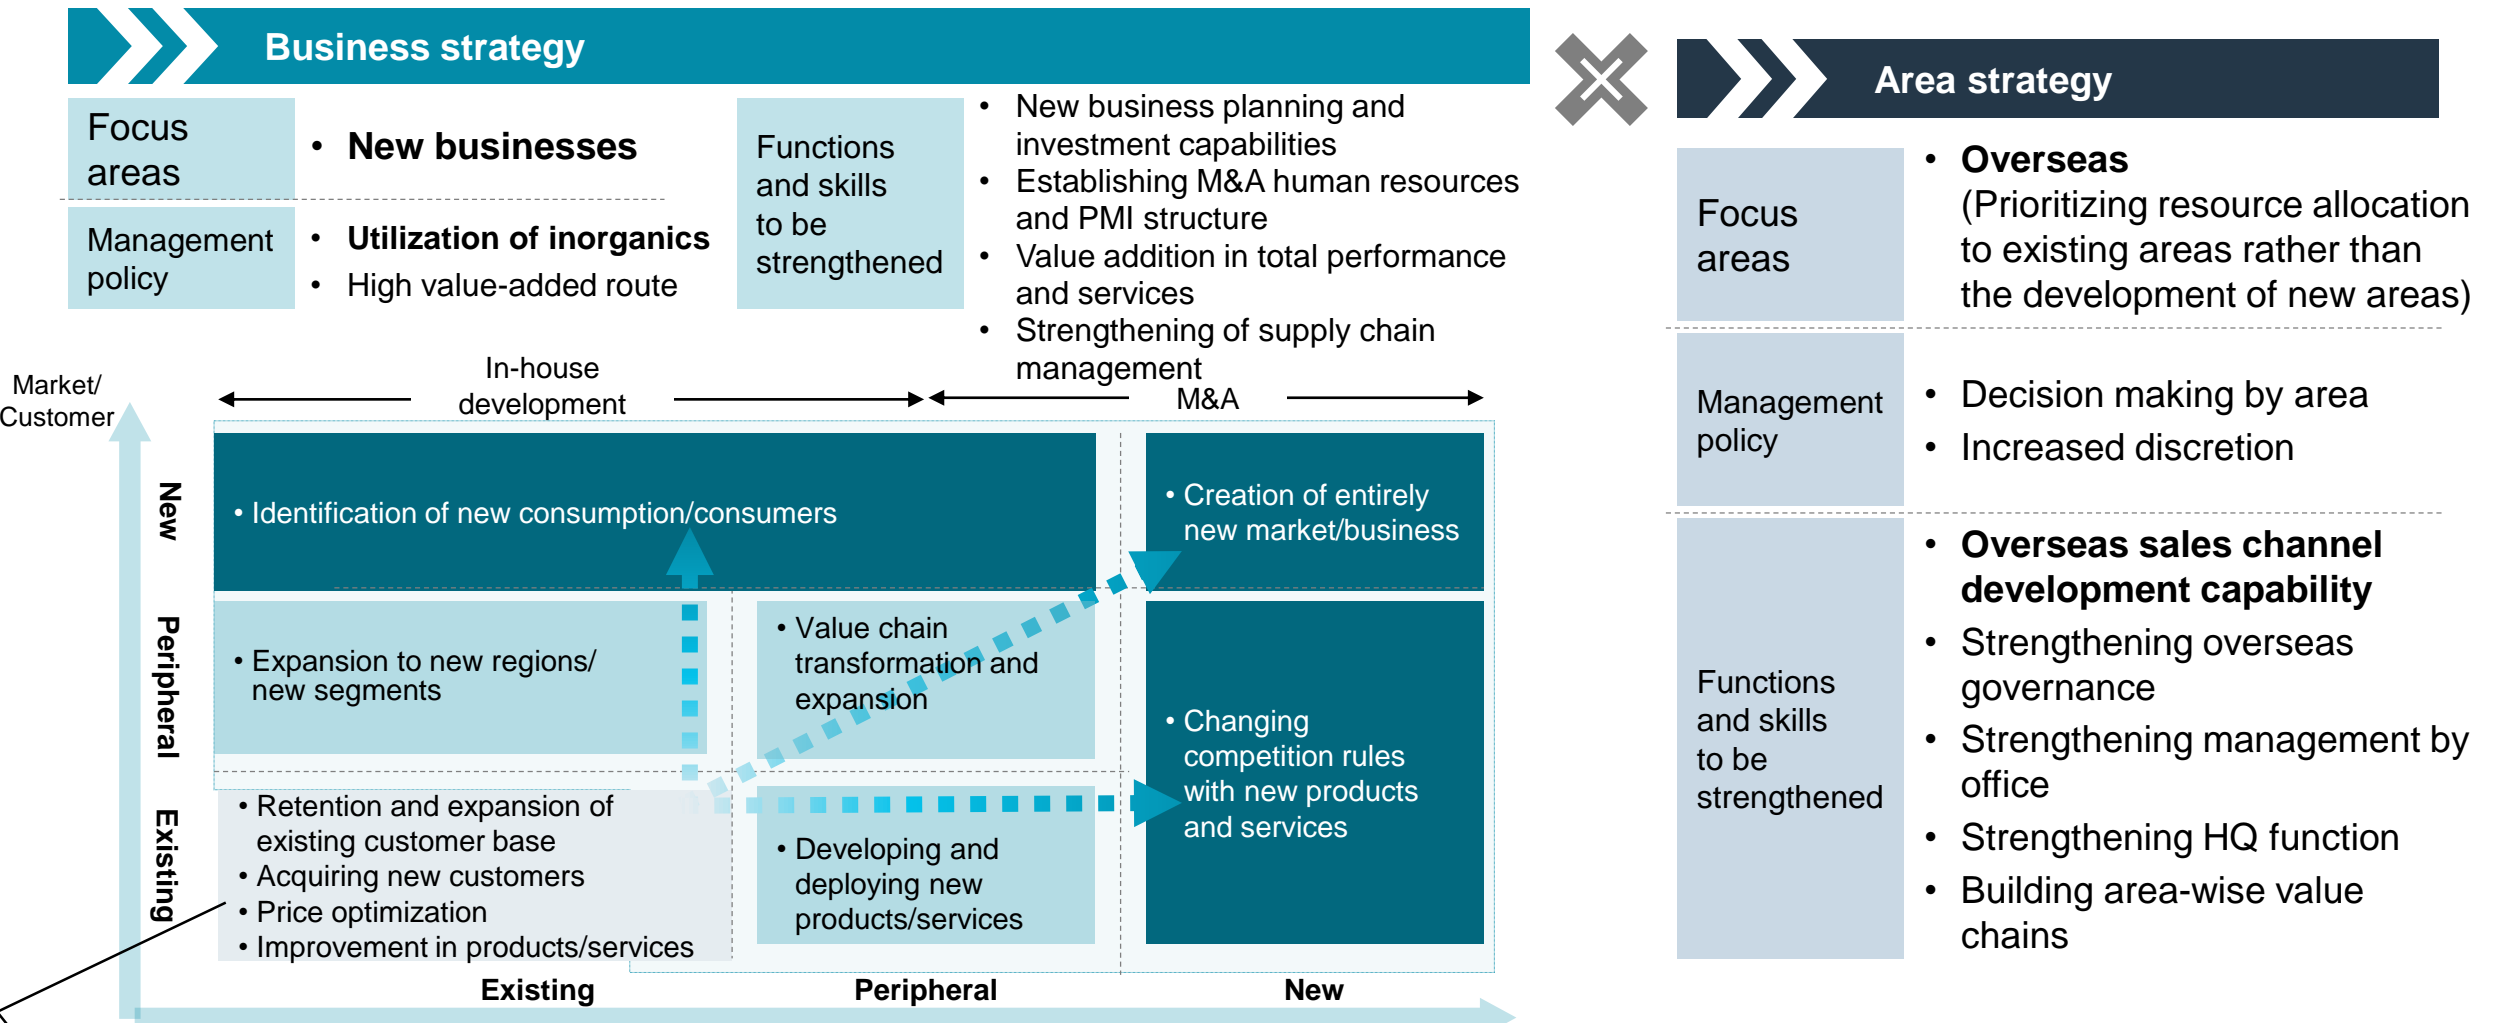 Business strategy
Focus
areas
• New businesses
Management
policy
• Utilization of inorganics
• High value-added route
Functions
and skills
to be
strengthened
• New business planning and
investment capabilities
• Establishing M&A human resources
and PMI structure
• Value addition in total performance
and services
• Strengthening of supply chain
management
Market/
Customer
In-house
development
M&A
New
• Identification of new consumption/consumers
• Creation of entirely
new market/business
Peripheral
• Expansion to new regions/
new segments
• Value chain
transformation and
expansion
• Changing
competition rules
with new products
and services
Existing
• Retention and expansion of
existing customer base
• Acquiring new customers
• Price optimization
• Improvement in products/services
• Developing and
deploying new
products/services
Existing
Peripheral
New
Area strategy
Focus
areas
• Overseas
(Prioritizing resource allocation
to existing areas rather than
the development of new areas)
Management
policy
• Decision making by area
• Increased discretion
Functions
and skills
to be
strengthened
• Overseas sales channel
development capability
• Strengthening overseas
governance
• Strengthening management by
office
• Strengthening HQ function
• Building area-wise value
chains